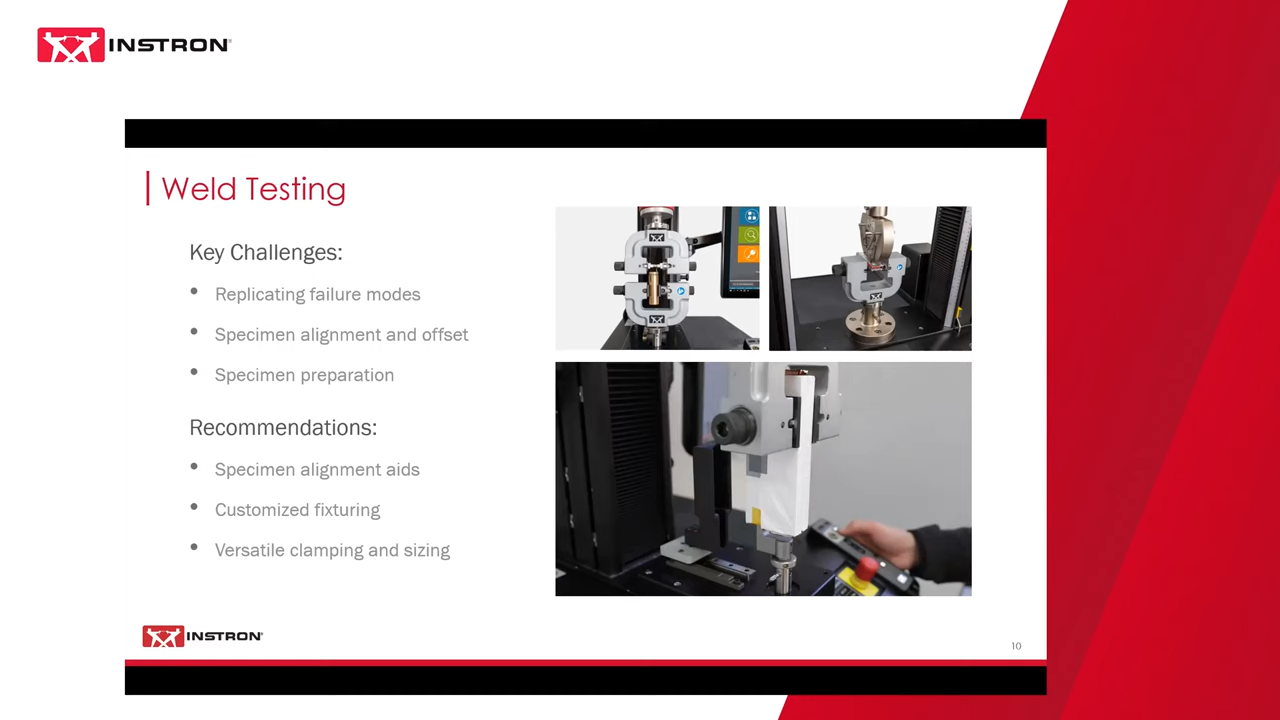 INSTRON®
Weld Testing
Key Challenges:
• Replicating failure modes
• Specimen alignment and offset
• Specimen preparation
Recommendations:
• Specimen alignment aids
• Customized fixturing
• Versatile clamping and sizing
INSTRON®
10